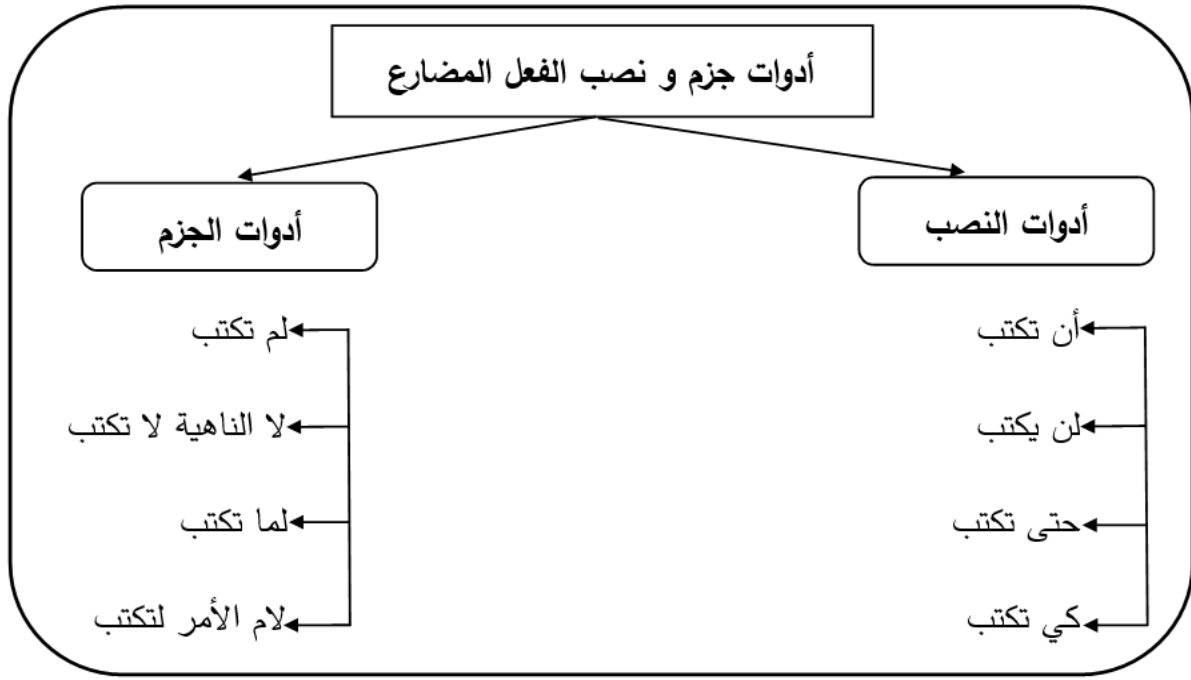 أدوات جزم و نصب الفعل المضارع
أدوات النصب
أن تكتب
لن يكتب
حتى تكتب
كي تكتب
أدوات الجزم
لم تكتب
لا الناهية لا تكتب
لما تكتب
لام الأمر لتكتب